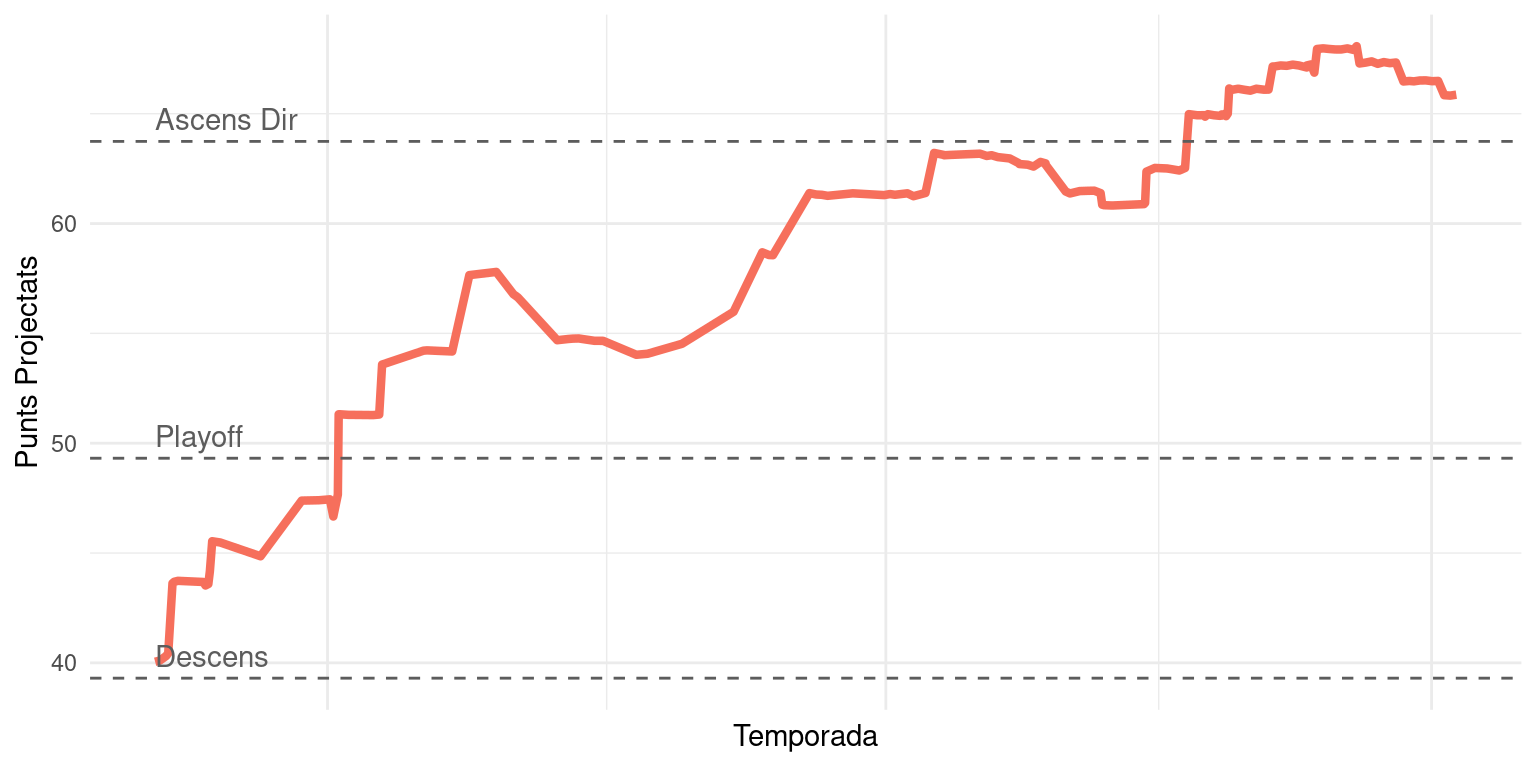 Ascens Dir
60
Playoff
50
Descens
40
Punts Projectats
Temporada